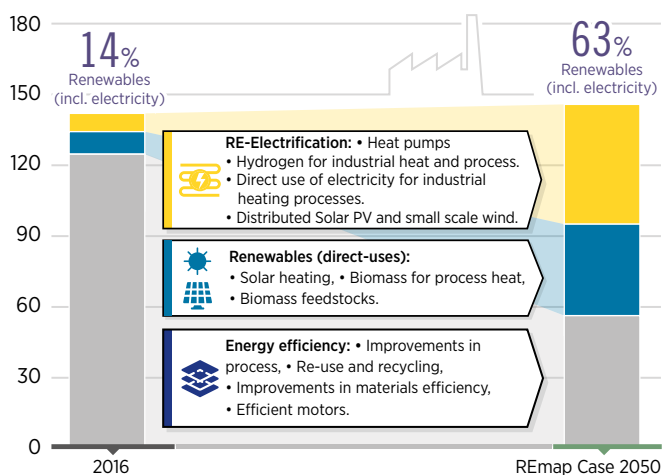 180
150
120
90
60
30
0
14%
Renewables
(incl. electricity)
63%
Renewables
(incl. electricity)
RE-Electrification: • Heat pumps
• Hydrogen for industrial heat and process.
• Direct use of electricity for industrial
heating processes.
• Distributed Solar PV and small scale wind.
Renewables (direct-uses):
• Solar heating, • Biomass for process heat,
• Biomass feedstocks.
Energy efficiency: • Improvements in
process, • Re-use and recycling,
• Improvements in materials efficiency,
• Efficient motors.
2016
REmap Case 2050